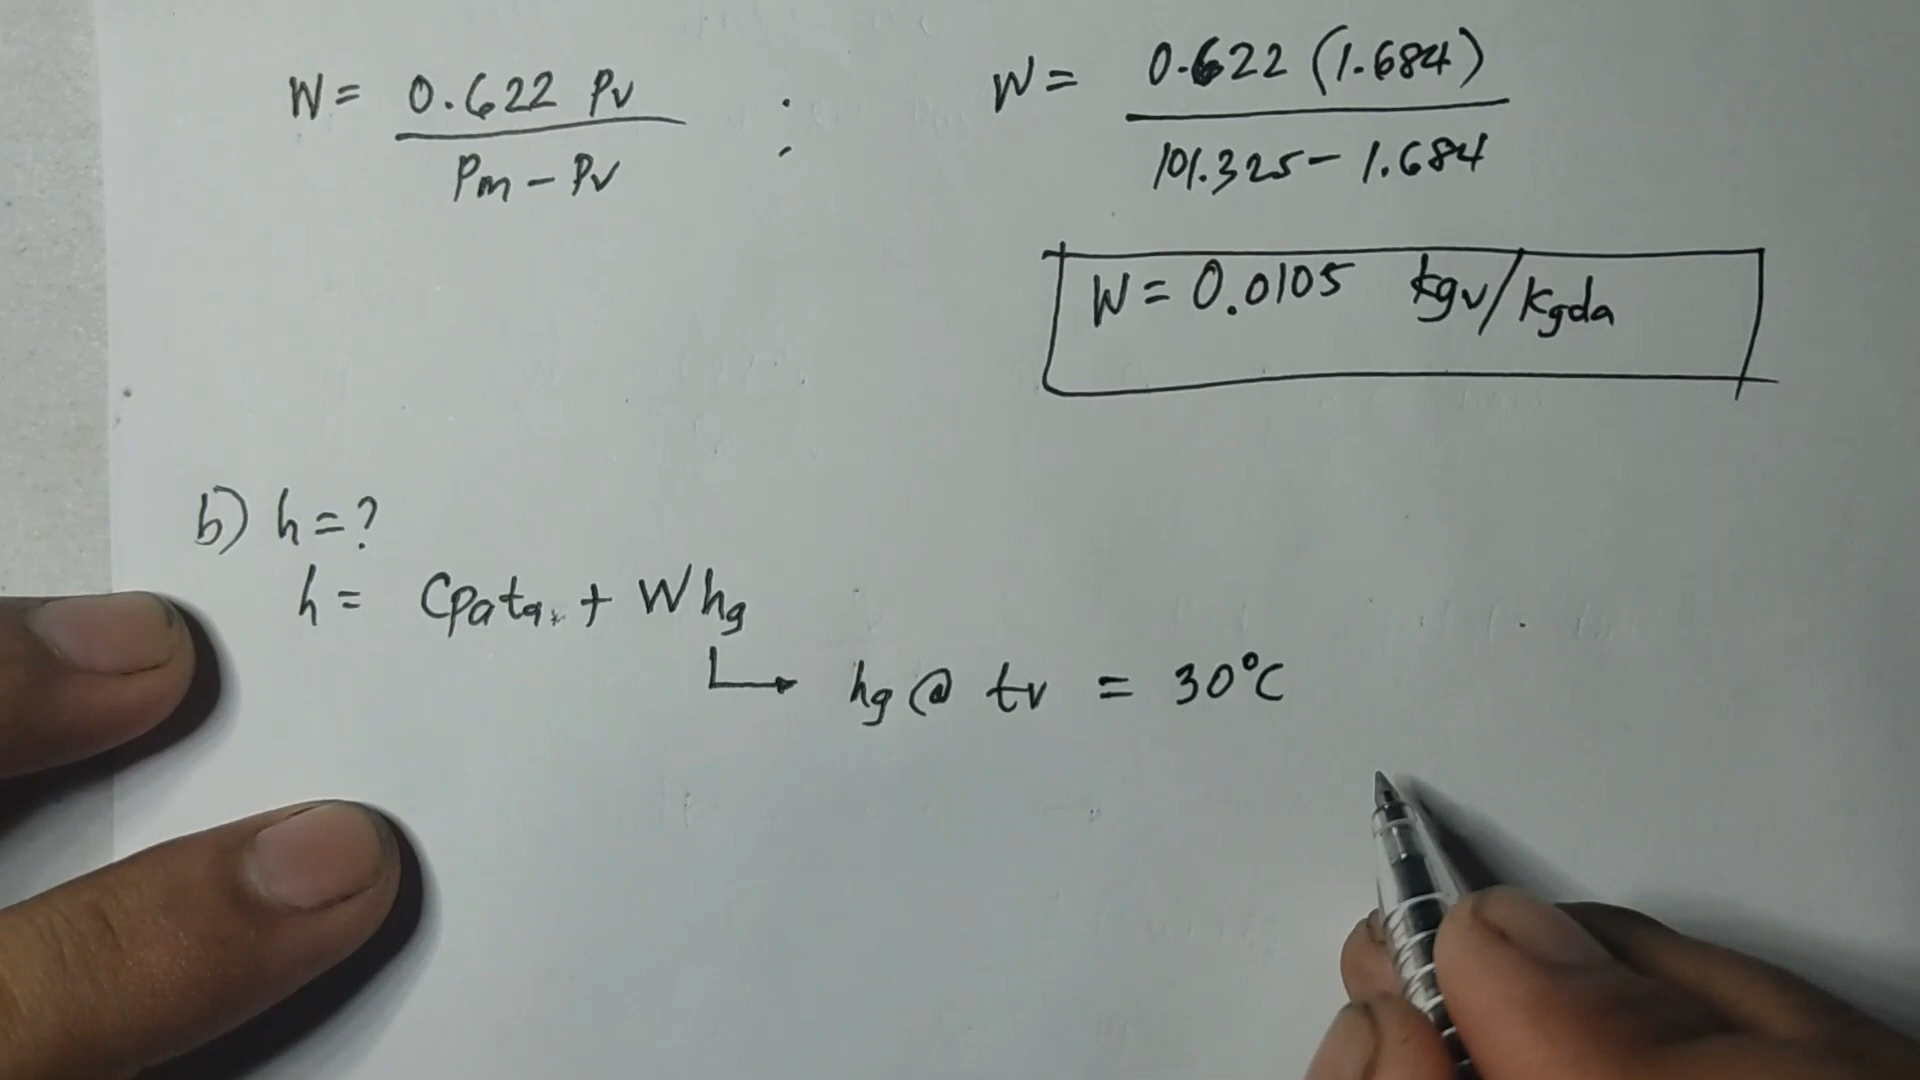 W = 0.622 Pv / Pm - Pv ; W = 0.622 (1.684) / 101.325 - 1.684
W = 0.0105 kgv/kgda
b) h = ?
h = Cpata + Whg
hg @ tv = 30°C